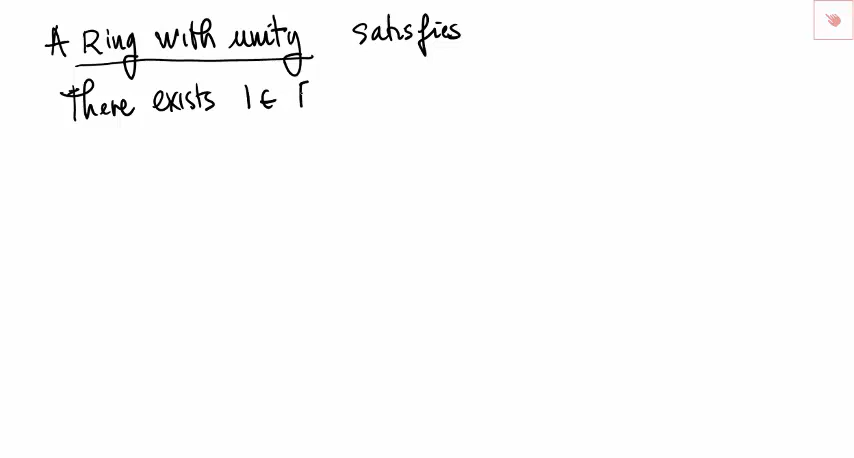 A Ring with unity satisfies
There exists 1 ∈